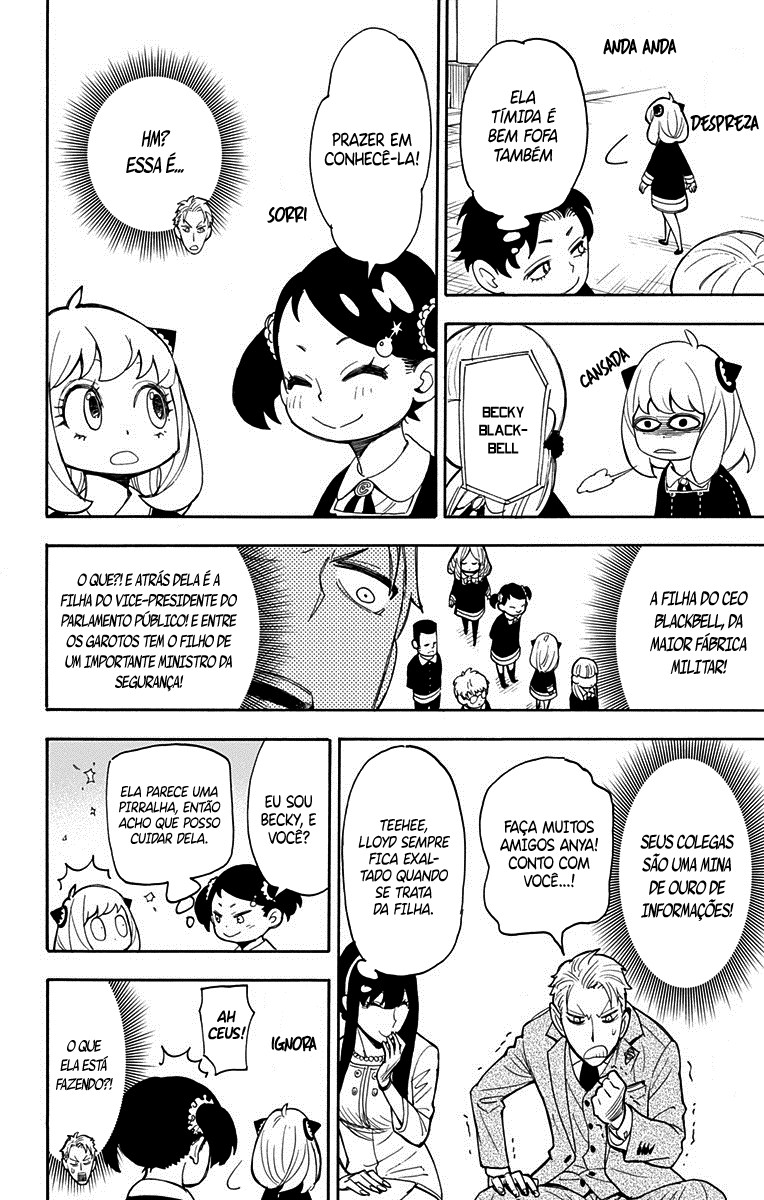 ANDA ANDA
DESPREZA
ELA
TÍMIDA É
BEM FOFA
TAMBÉM
PRAZER EM
CONHECÊ-LA!
SORRI
HM?
ESSA É...
CANSADA
BECKY
BLACK-
BELL
A FILHA DO CEO
BLACKBELL, DA
MAIOR FÁBRICA
MILITAR!
O QUE?! E ATRÁS DELA É A
FILHA DO VICE-PRESIDENTE DO
PARLAMENTO PÚBLICO! E ENTRE
OS GAROTOS TEM O FILHO DE
UM IMPORTANTE MINISTRO DA
SEGURANÇA!
SEUS COLEGAS
SÃO UMA MINA
DE OURO DE
INFORMAÇÕES!
FAÇA MUITOS
AMIGOS ANYA!
CONTO COM
VOCÊ...!
TEEHEE,
LLOYD SEMPRE
FICA EXAL-
TADO QUANDO
SE TRATA
DA FILHA.
EU SOU
BECKY, E
VOCÊ?
ELA PARECE UMA
PIRRALHA, ENTÃO
ACHO QUE POSSO
CUIDAR DELA.
IGNORA
AH
CEUS!
O QUE
ELA ESTÁ
FAZENDO?!